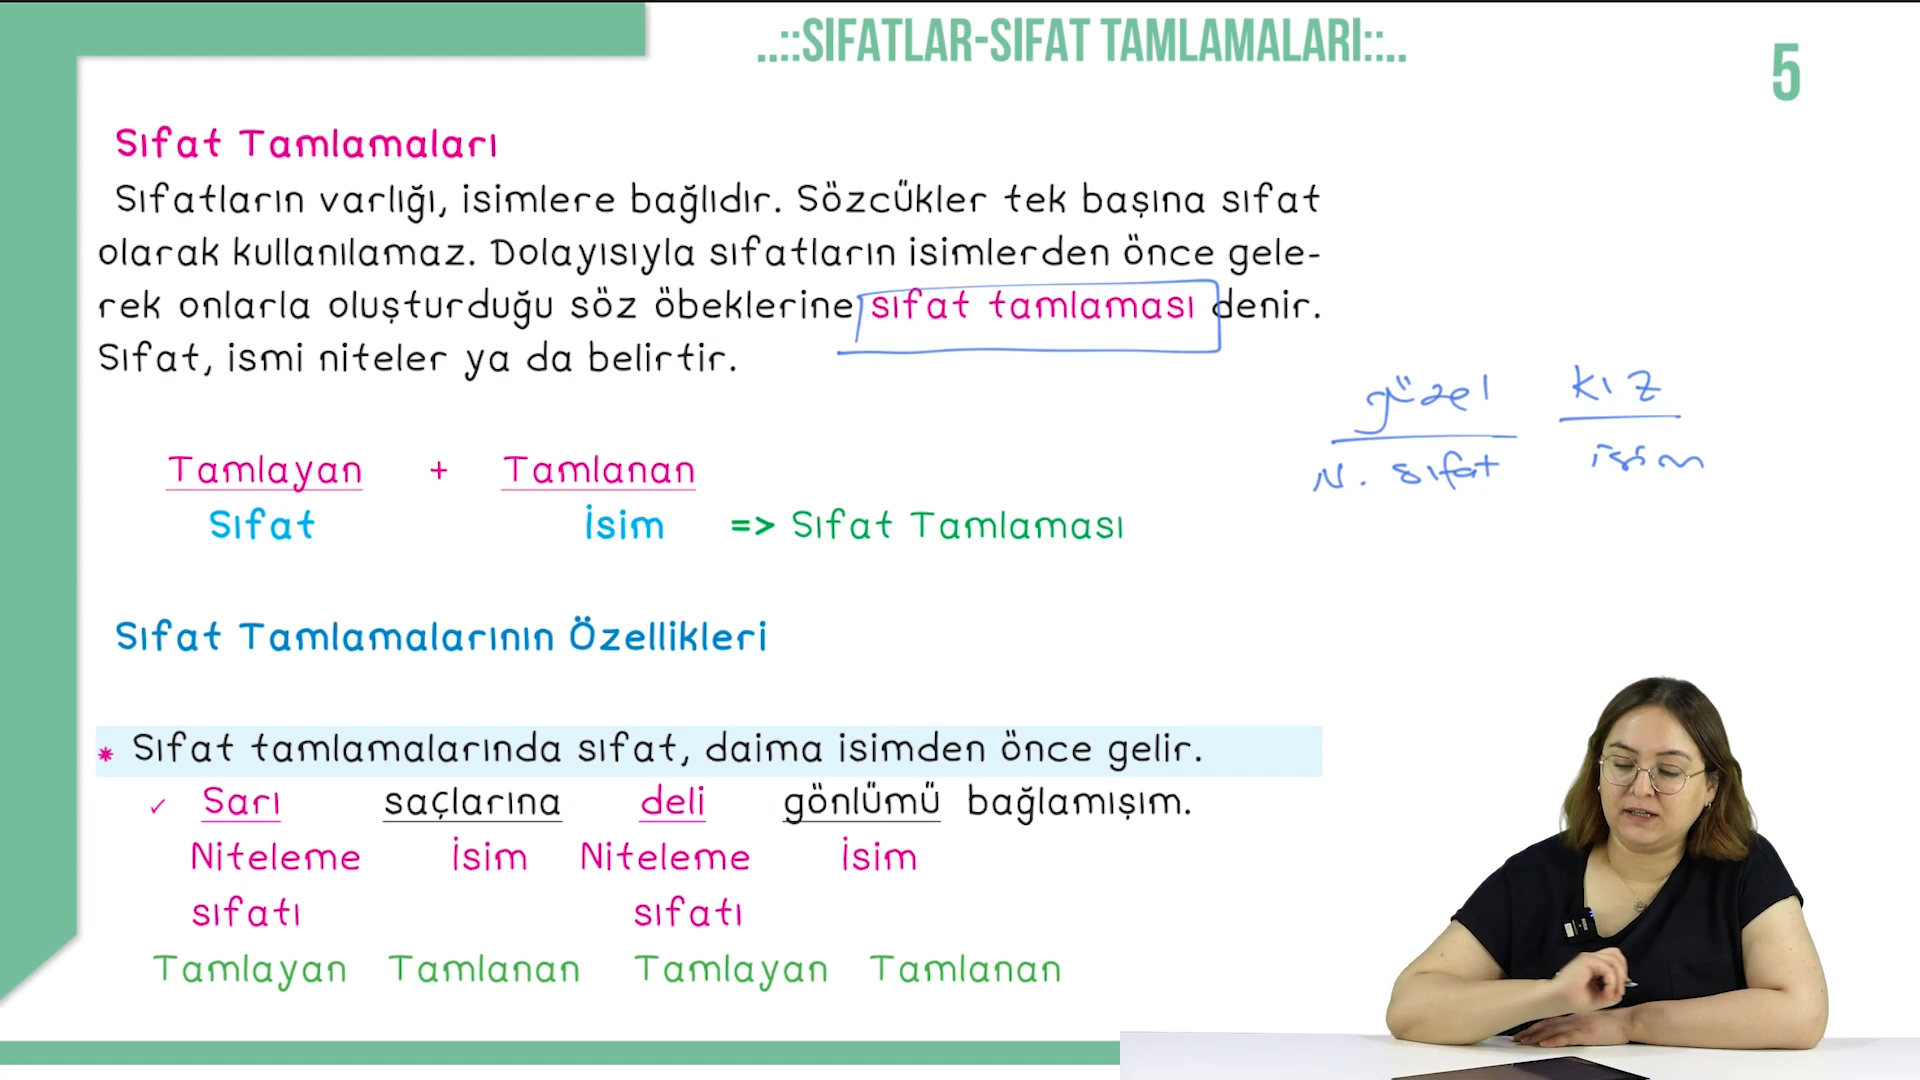 ..::SIFATLAR-SIFAT TAMLAMALARI::..
5
Sıfat Tamlamaları
Sıfatların varlığı, isimlere bağlıdır. Sözcükler tek başına sıfat
olarak kullanılamaz. Dolayısıyla sıfatların isimlerden önce gele-
rek onlarla oluşturduğu söz öbeklerine sıfat tamlaması denir.
Sıfat, ismi niteler ya da belirtir.
güzel kız
N. sıfat isim
Tamlayan + Tamlanan
Sıfat İsim => Sıfat Tamlaması
Sıfat Tamlamalarının Özellikleri
* Sıfat tamlamalarında sıfat, daima isimden önce gelir.
✓ Sarı saçlarına deli gönlümü bağlamışım.
Niteleme İsim Niteleme İsim
sıfatı sıfatı
Tamlayan Tamlanan Tamlayan Tamlanan